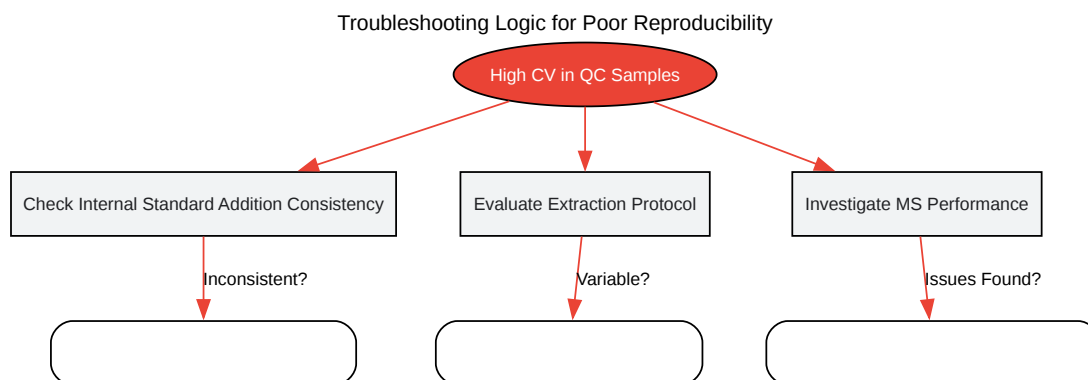 Troubleshooting Logic for Poor Reproducibility
High CV in QC Samples
Check Internal Standard Addition Consistency
Evaluate Extraction Protocol
Investigate MS Performance
Inconsistent?
Variable?
Issues Found?